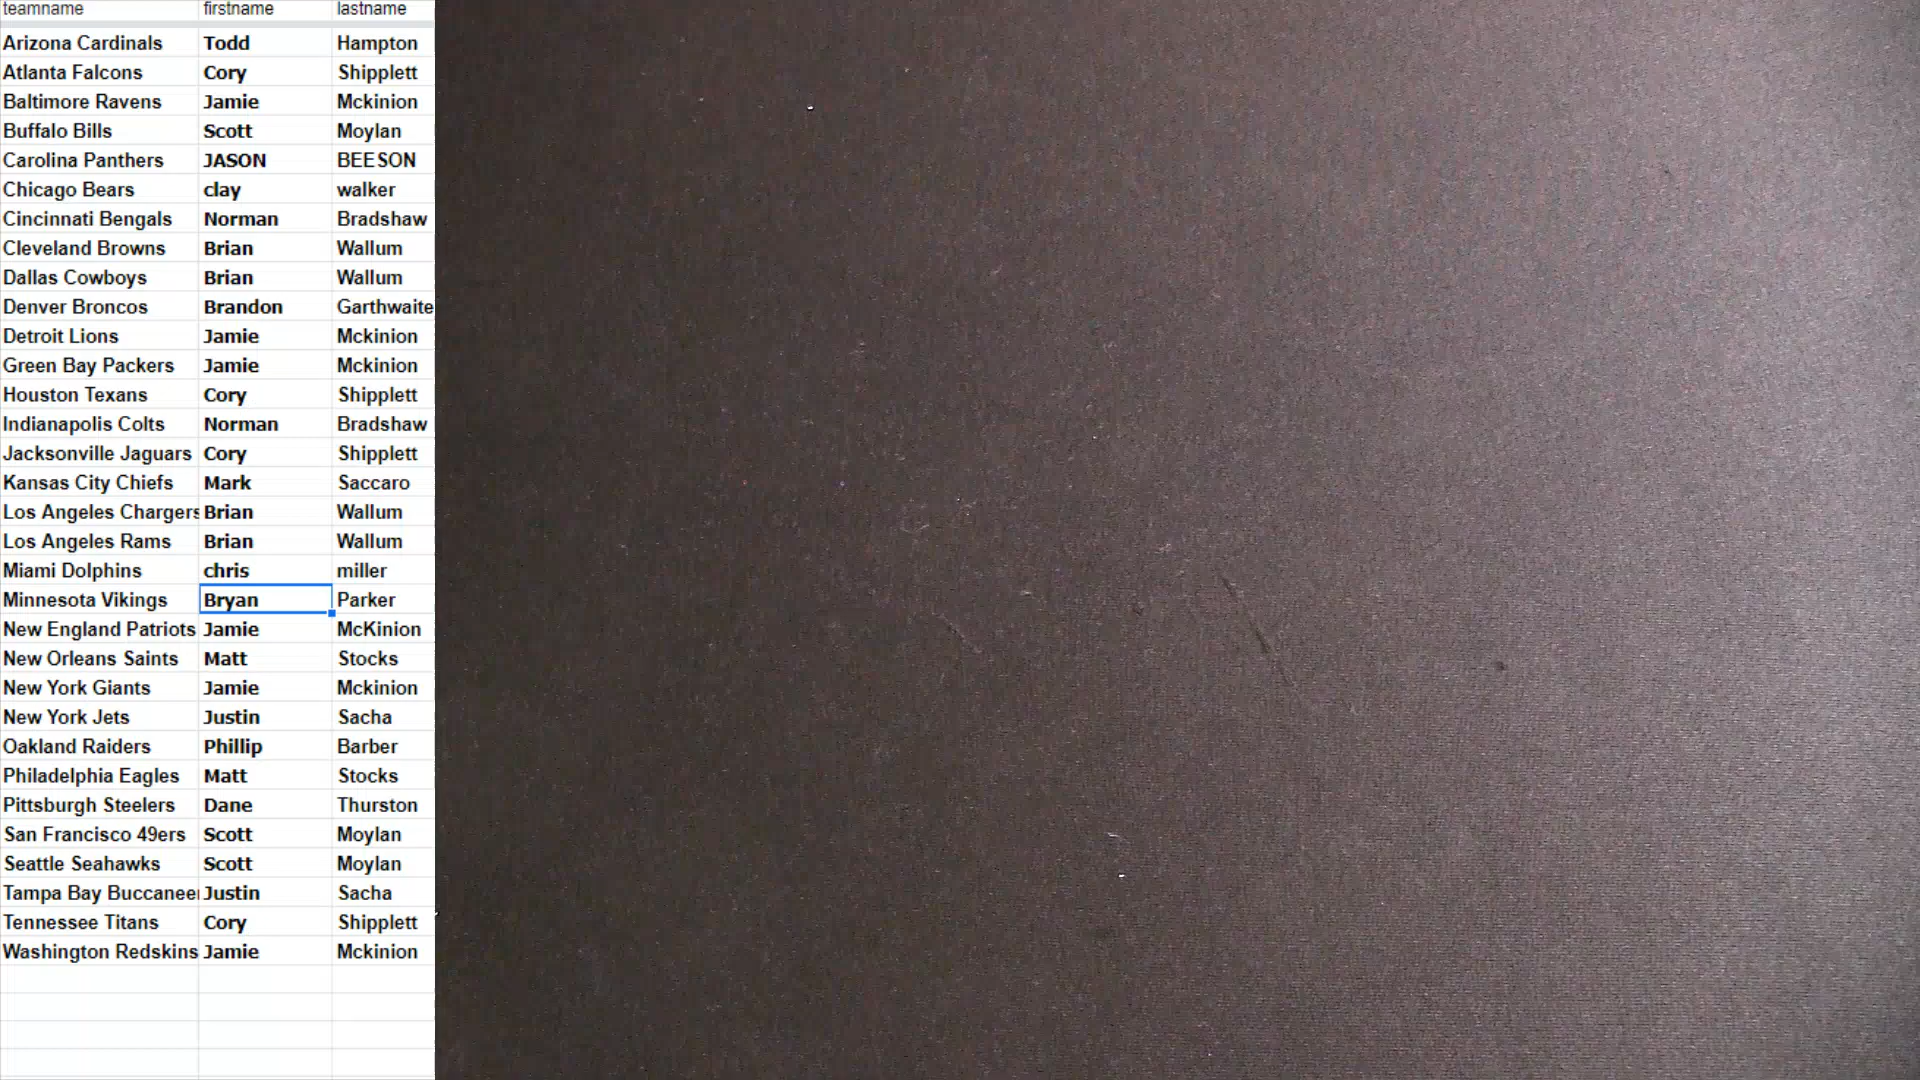 teamname firstname lastname
Arizona Cardinals Todd Hampton
Atlanta Falcons Cory Shipplett
Baltimore Ravens Jamie Mckinion
Buffalo Bills Scott Moylan
Carolina Panthers JASON BEESON
Chicago Bears clay walker
Cincinnati Bengals Norman Bradshaw
Cleveland Browns Brian Wallum
Dallas Cowboys Brian Wallum
Denver Broncos Brandon Garthwaite
Detroit Lions Jamie Mckinion
Green Bay Packers Jamie Mckinion
Houston Texans Cory Shipplett
Indianapolis Colts Norman Bradshaw
Jacksonville Jaguars Cory Shipplett
Kansas City Chiefs Mark Saccaro
Los Angeles Chargers Brian Wallum
Los Angeles Rams Brian Wallum
Miami Dolphins chris miller
Minnesota Vikings Bryan Parker
New England Patriots Jamie McKinion
New Orleans Saints Matt Stocks
New York Giants Jamie Mckinion
New York Jets Justin Sacha
Oakland Raiders Phillip Barber
Philadelphia Eagles Matt Stocks
Pittsburgh Steelers Dane Thurston
San Francisco 49ers Scott Moylan
Seattle Seahawks Scott Moylan
Tampa Bay Buccaneer Justin Sacha
Tennessee Titans Cory Shipplett
Washington Redskins Jamie Mckinion